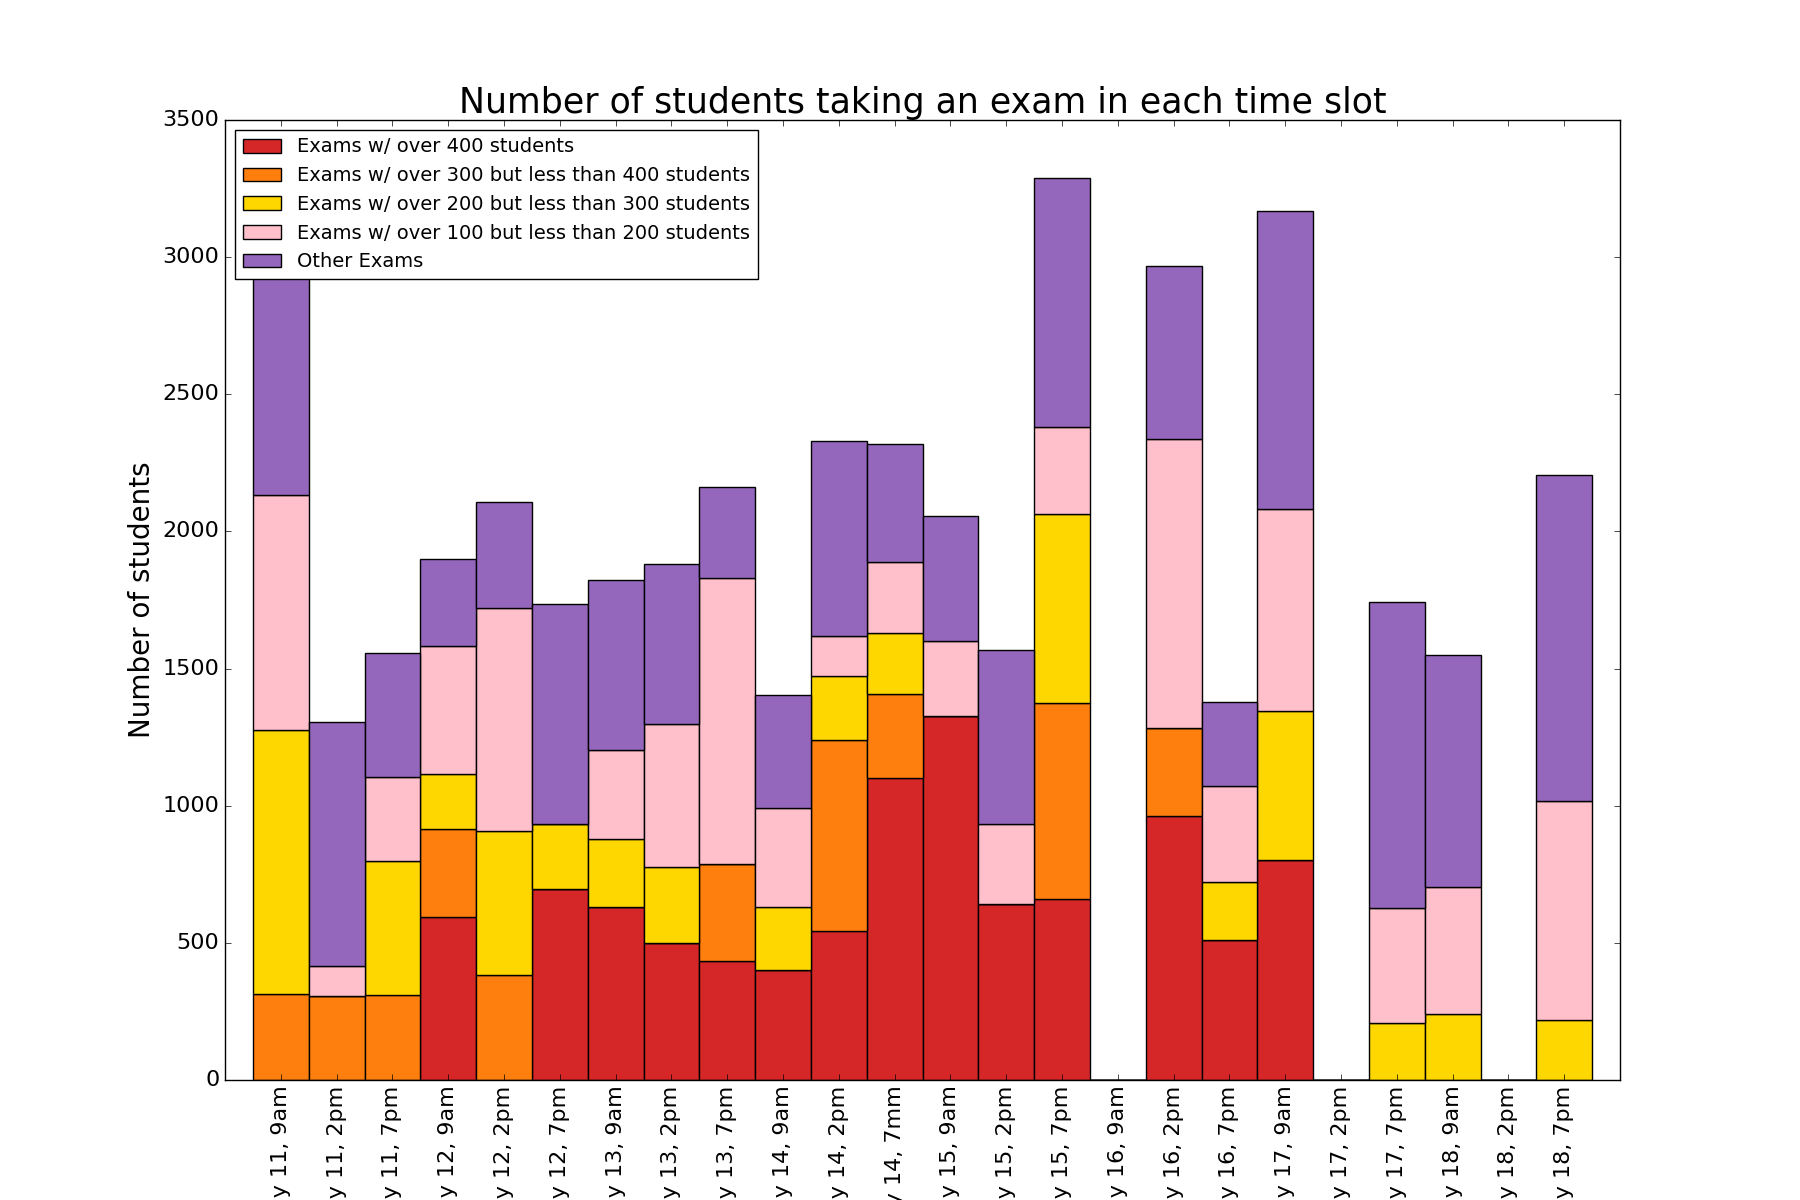 Number of students taking an exam in each time slot
Exams w/ over 400 students
Exams w/ over 300 but less than 400 students
Exams w/ over 200 but less than 300 students
Exams w/ over 100 but less than 200 students
Other Exams
Number of students
3500
3000
2500
2000
1500
1000
500
0
y 11, 9am
y 11, 2pm
y 11, 7pm
y 12, 9am
y 12, 2pm
y 12, 7pm
y 13, 9am
y 13, 2pm
y 13, 7pm
y 14, 9am
y 14, 2pm
y 14, 7mm
y 15, 9am
y 15, 2pm
y 15, 7pm
y 16, 9am
y 16, 2pm
y 16, 7pm
y 17, 9am
y 17, 2pm
y 17, 7pm
y 18, 9am
y 18, 2pm
y 18, 7pm